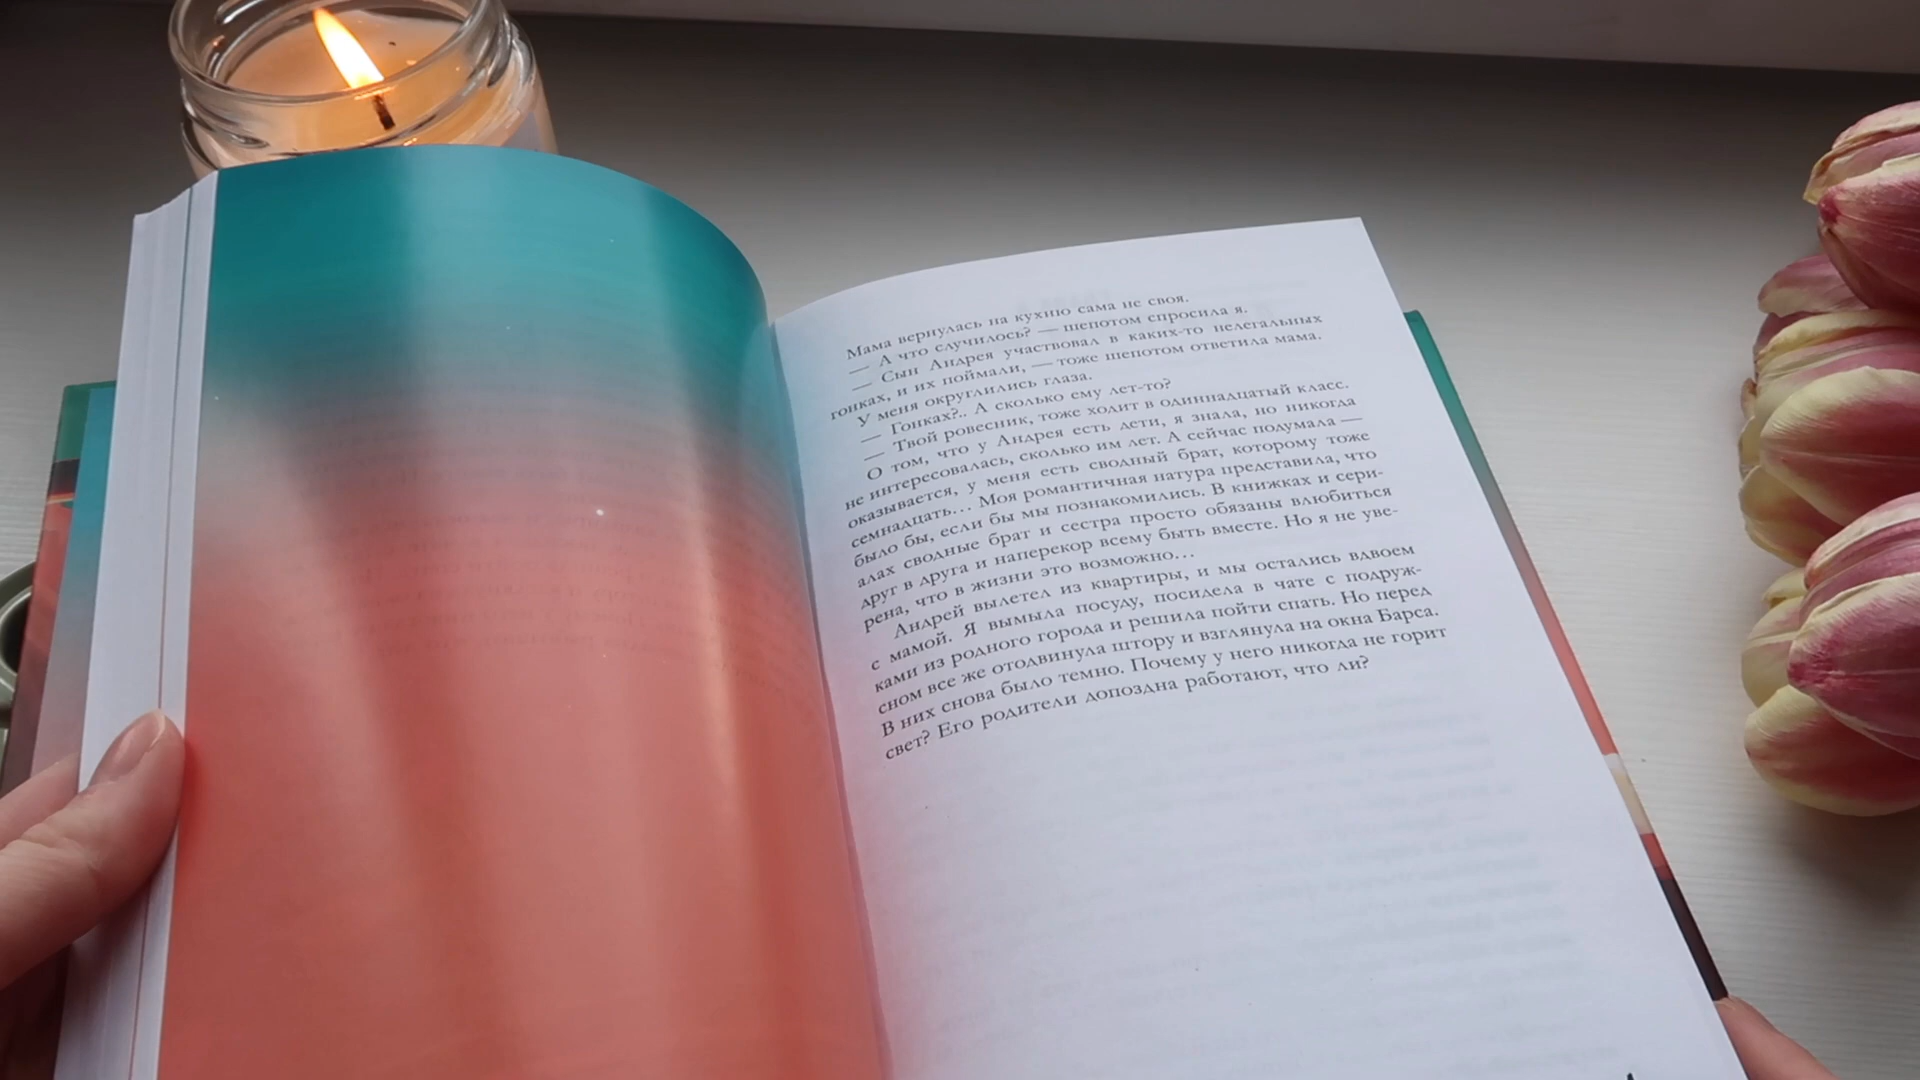 Мама вернулась на кухню сама не своя.
— А что случилось? — шепотом спросила я.
— Сын Андрея участвовал в каких-то нелегальных
гонках, и их поймали, — тоже шепотом ответила мама.
У меня округлились глаза.
— Гонках?.. А сколько ему лет-то?
— Твой ровесник, тоже ходит в одиннадцатый класс.
О том, что у Андрея есть дети, я знала, но никогда
не интересовалась, сколько им лет. А сейчас подумала —
оказывается, у меня есть сводный брат, которому тоже
семнадцать... Моя романтичная натура представила, что
было бы, если бы мы познакомились. В книжках и сери-
алах сводные брат и сестра просто обязаны влюбиться
друг в друга и наперекор всему быть вместе. Но я не уве-
рена, что в жизни это возможно...
Андрей вылетел из квартиры, и мы остались вдвоем
с мамой. Я вымыла посуду, посидела в чате с подруж-
ками из родного города и решила пойти спать. Но перед
сном все же отодвинула штору и взглянула на окна Барса.
В них снова было темно. Почему у него никогда не горит
свет? Его родители допоздна работают, что ли?